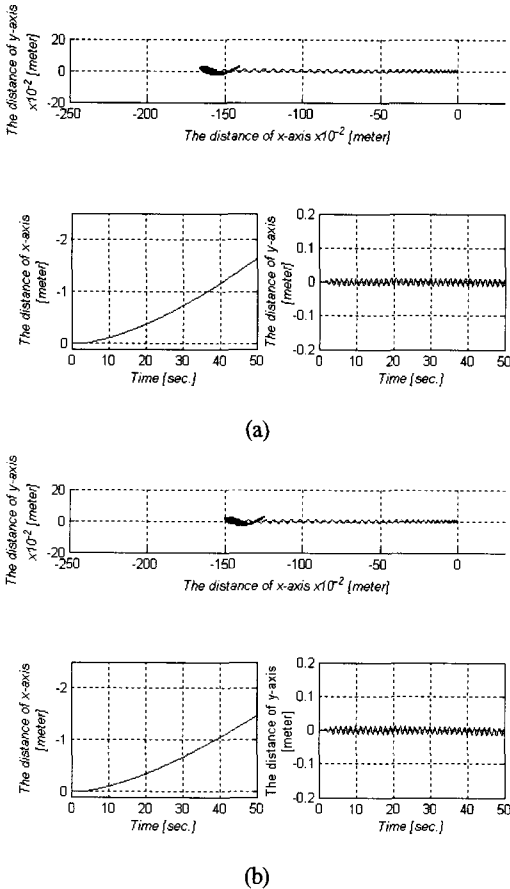 The distance of y-axis
x10-2 [meter]
20
0
-20
-250 -200 -150 -100 -50 0
The distance of x-axis x10-2 [meter]
The distance of x-axis
[meter]
-2
-1
0
0 10 20 30 40 50
Time [sec.]
The distance of y-axis
[meter]
0.2
0.1
0
-0.1
-0.2
0 10 20 30 40 50
Time [sec.]
(a)
The distance of y-axis
x10-2 [meter]
20
0
-20
-250 -200 -150 -100 -50 0
The distance of x-axis x10-2 [meter]
The distance of x-axis
[meter]
-2
-1
0
0 10 20 30 40 50
Time [sec.]
The distance of y-axis
[meter]
0.2
0.1
0
-0.1
-0.2
0 10 20 30 40 50
Time [sec.]
(b)